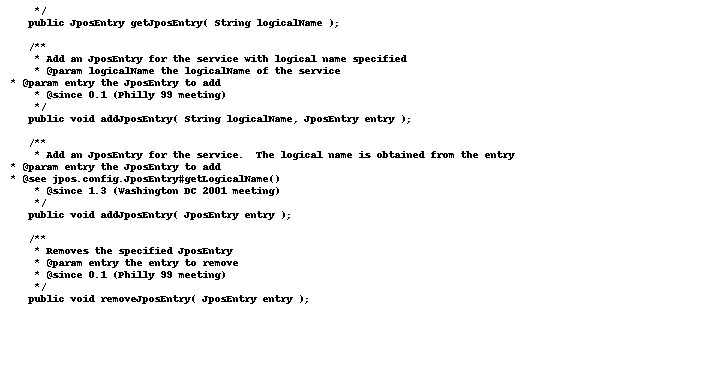 */
    public JposEntry getJposEntry( String logicalName );

    /**
     * Add an JposEntry for the service with logical name specified
     * @param logicalName the logicalName of the service
 * @param entry the JposEntry to add
     * @since 0.1 (Philly 99 meeting)
     */
    public void addJposEntry( String logicalName, JposEntry entry );

    /**
     * Add an JposEntry for the service.  The logical name is obtained from the entry
 * @param entry the JposEntry to add
 * @see jpos.config.JposEntry#getLogicalName()
     * @since 1.3 (Washington DC 2001 meeting)
     */
    public void addJposEntry( JposEntry entry );

    /**
     * Removes the specified JposEntry
     * @param entry the entry to remove
     * @since 0.1 (Philly 99 meeting)
     */
    public void removeJposEntry( JposEntry entry );